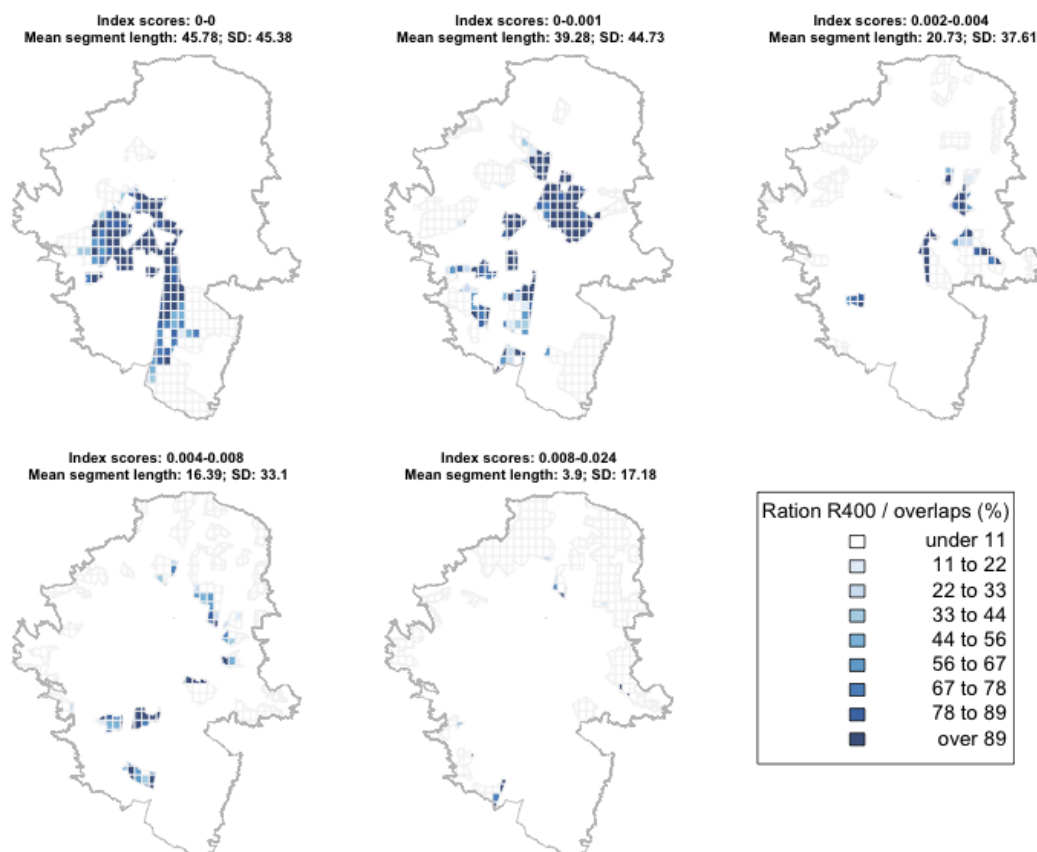 Index scores: 0-0
Mean segment length: 45.78; SD: 45.38
Index scores: 0-0.001
Mean segment length: 39.28; SD: 44.73
Index scores: 0.002-0.004
Mean segment length: 20.73; SD: 37.61
Index scores: 0.004-0.008
Mean segment length: 16.39; SD: 33.1
Index scores: 0.008-0.024
Mean segment length: 3.9; SD: 17.18
Ration R400 / overlaps (%)
under 11
11 to 22
22 to 33
33 to 44
44 to 56
56 to 67
67 to 78
78 to 89
over 89